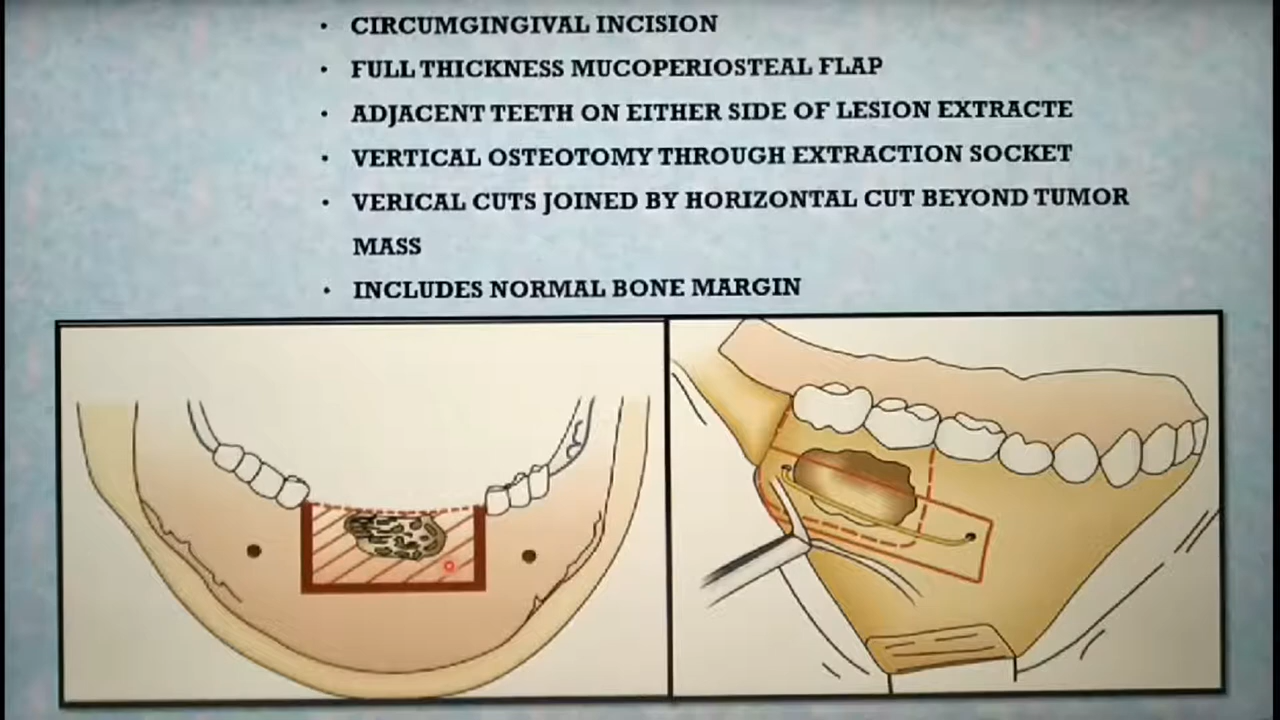 • CIRCUMGINGIVAL INCISION
• FULL THICKNESS MUCOPERIOSTEAL FLAP
• ADJACENT TEETH ON EITHER SIDE OF LESION EXTRACTE
• VERTICAL OSTEOTOMY THROUGH EXTRACTION SOCKET
• VERICAL CUTS JOINED BY HORIZONTAL CUT BEYOND TUMOR
MASS
• INCLUDES NORMAL BONE MARGIN